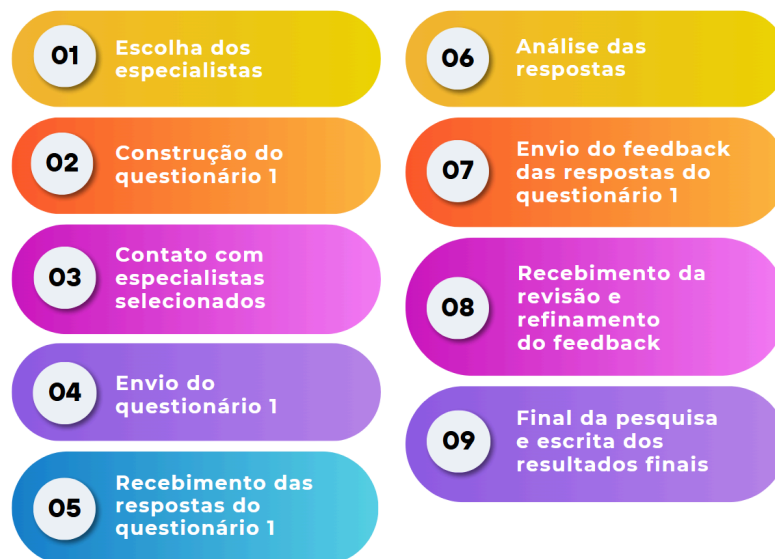 01
Escolha dos
especialistas
02
Construção do
questionário 1
03
Contato com
especialistas
selecionados
04
Envio do
questionário 1
05
Recebimento das
respostas do
questionário 1
06
Análise das
respostas
07
Envio do feedback
das respostas do
questionário 1
08
Recebimento da
revisão e
refinamento
do feedback
09
Final da pesquisa
e escrita dos
resultados finais